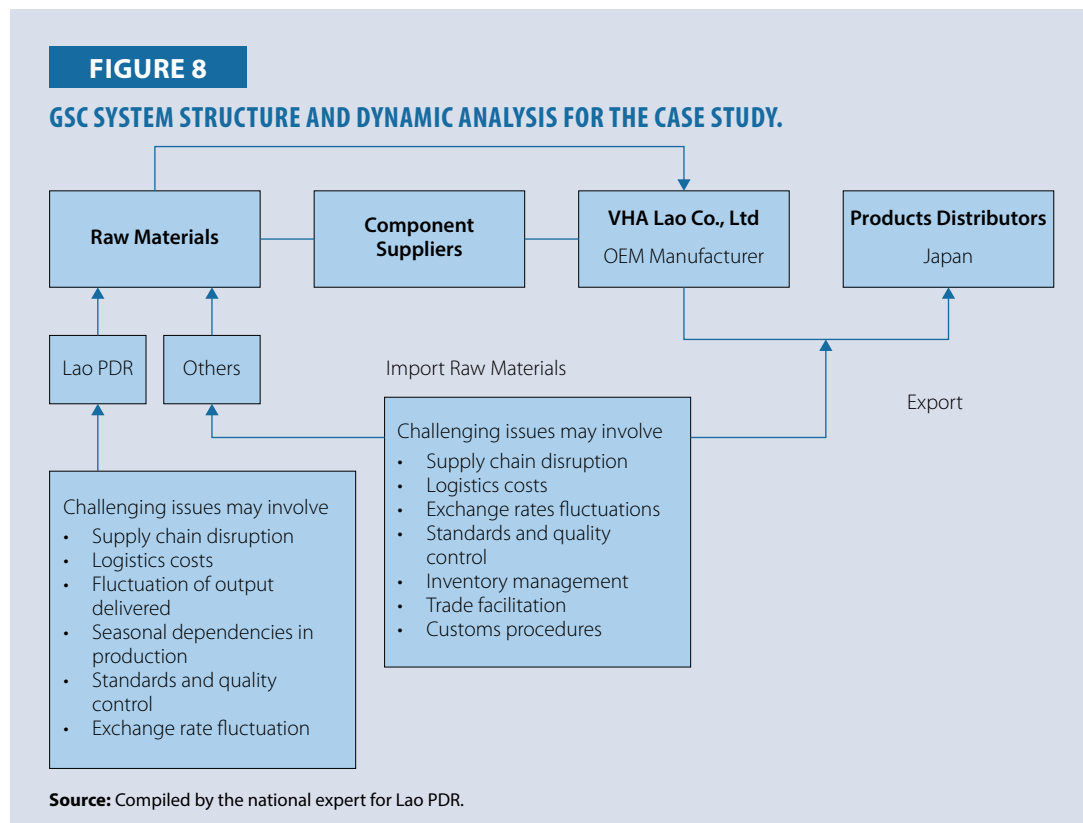 FIGURE 8
GSC SYSTEM STRUCTURE AND DYNAMIC ANALYSIS FOR THE CASE STUDY.
Raw Materials
Component
Suppliers
VHA Lao Co., Ltd
OEM Manufacturer
Products Distributors
Japan
Lao PDR
Others
Import Raw Materials
Export
Challenging issues may involve
• Supply chain disruption
• Logistics costs
• Fluctuation of output
delivered
• Seasonal dependencies in
production
• Standards and quality
control
• Exchange rate fluctuation
Challenging issues may involve
• Supply chain disruption
• Logistics costs
• Exchange rates fluctuations
• Standards and quality
control
• Inventory management
• Trade facilitation
• Customs procedures
Source: Compiled by the national expert for Lao PDR.